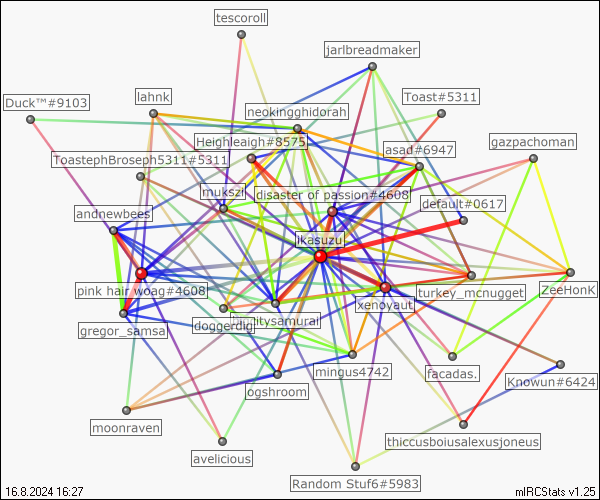 tescoroll
jarlbreadmaker
Duck™#9103
lahnk
neokingghidorah
Toast#5311
Heighleaigh#8575
asad#6947
gazpachoman
ToastephBroseph5311#5311
mukszi
disaster of passion#4608
default#0617
andnewbees
ikasuzu
pink hair woag#4608
xenoyaut
turkey_mcnugget
ZeeHonK
gregor_samsa
doggerdig
mingus4742
facadas.
Knowun#6424
ogshroom
moonraven
thiccusboiusalexusjoneus
avelicious
Random Stuf6#5983
16.8.2024 16:27
mIRCStats v1.25